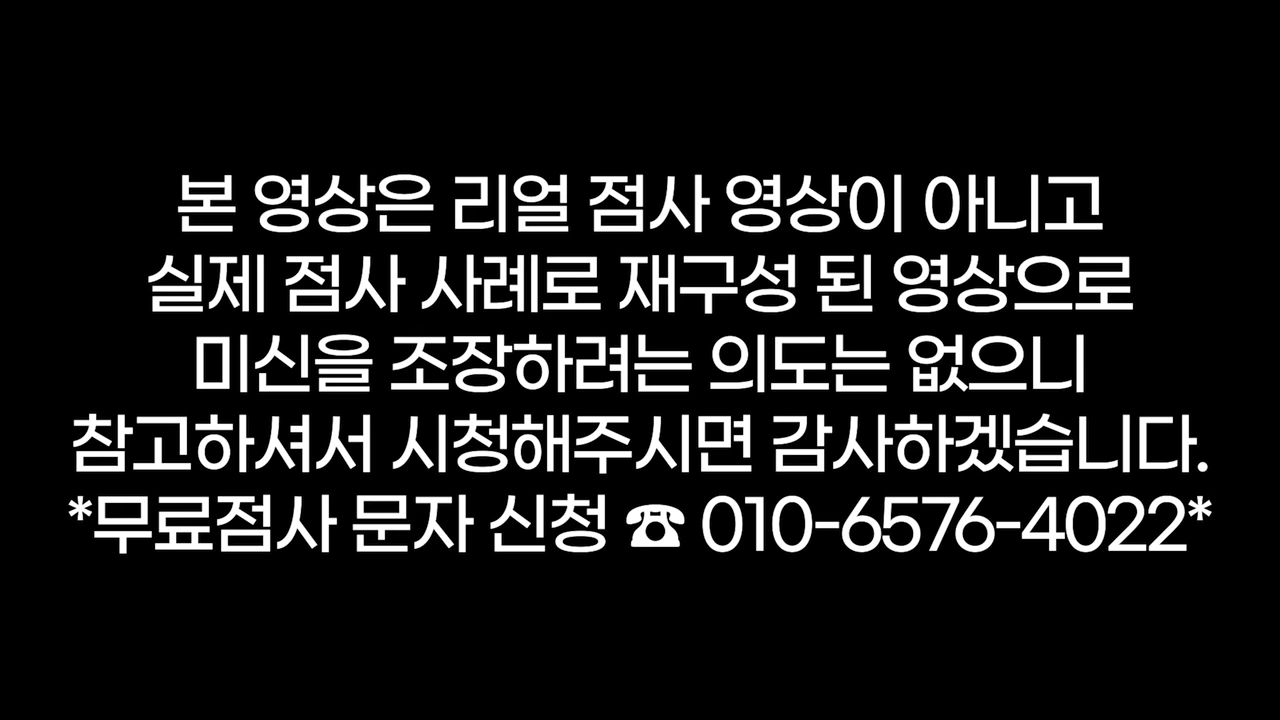 본 영상은 리얼 점사 영상이 아니고
실제 점사 사례로 재구성 된 영상으로
미신을 조장하려는 의도는 없으니
참고하셔서 시청해주시면 감사하겠습니다.
*무료점사 문자 신청 ☎ 010-6576-4022*